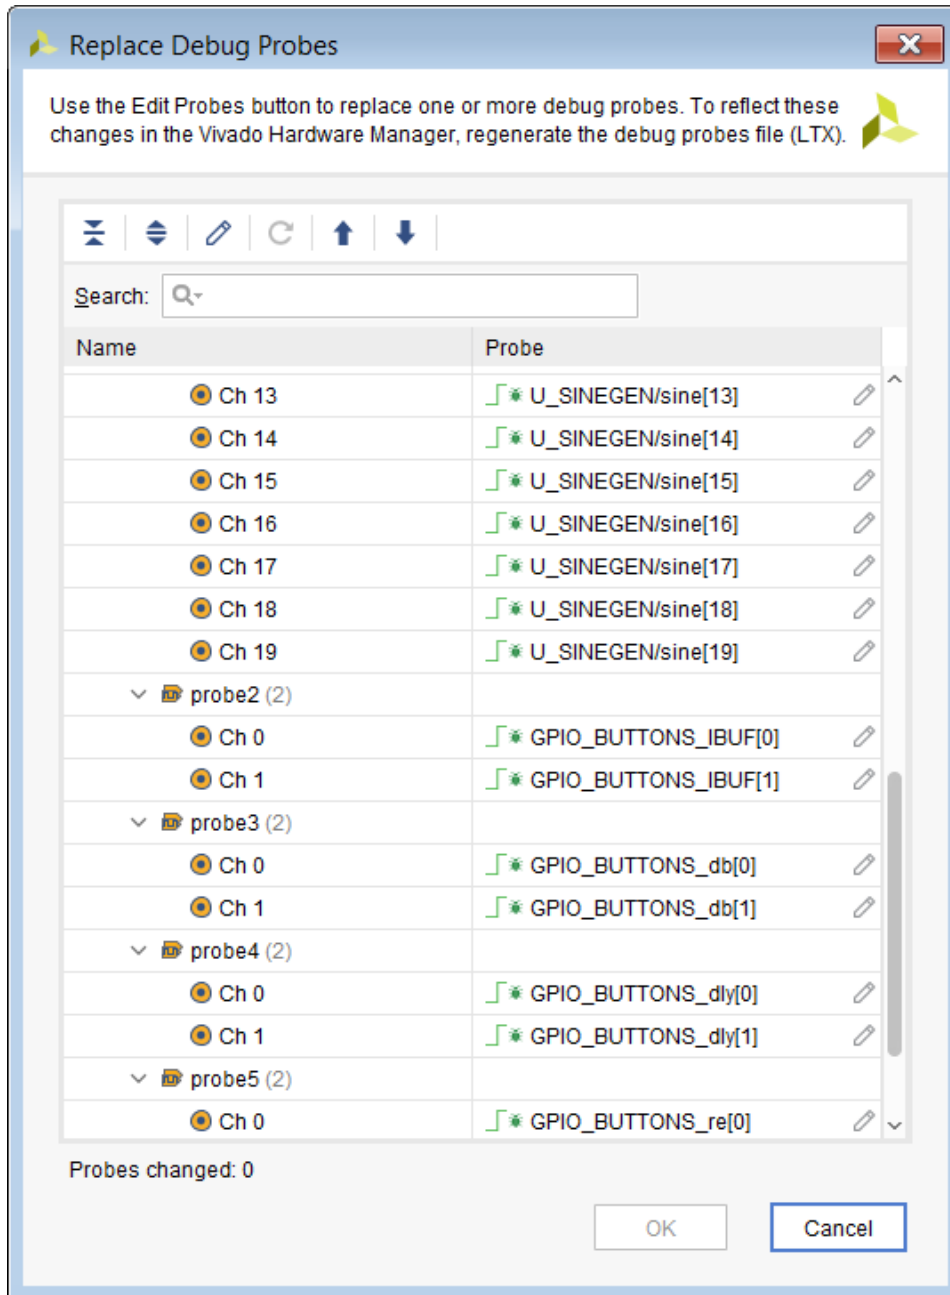 Replace Debug Probes
Use the Edit Probes button to replace one or more debug probes. To reflect these
changes in the Vivado Hardware Manager, regenerate the debug probes file (LTX).
Search:
Name Probe
Ch 13 U_SINEGEN/sine[13]
Ch 14 U_SINEGEN/sine[14]
Ch 15 U_SINEGEN/sine[15]
Ch 16 U_SINEGEN/sine[16]
Ch 17 U_SINEGEN/sine[17]
Ch 18 U_SINEGEN/sine[18]
Ch 19 U_SINEGEN/sine[19]
probe2 (2)
Ch 0 GPIO_BUTTONS_IBUF[0]
Ch 1 GPIO_BUTTONS_IBUF[1]
probe3 (2)
Ch 0 GPIO_BUTTONS_db[0]
Ch 1 GPIO_BUTTONS_db[1]
probe4 (2)
Ch 0 GPIO_BUTTONS_dly[0]
Ch 1 GPIO_BUTTONS_dly[1]
probe5 (2)
Ch 0 GPIO_BUTTONS_re[0]
Probes changed: 0
OK Cancel